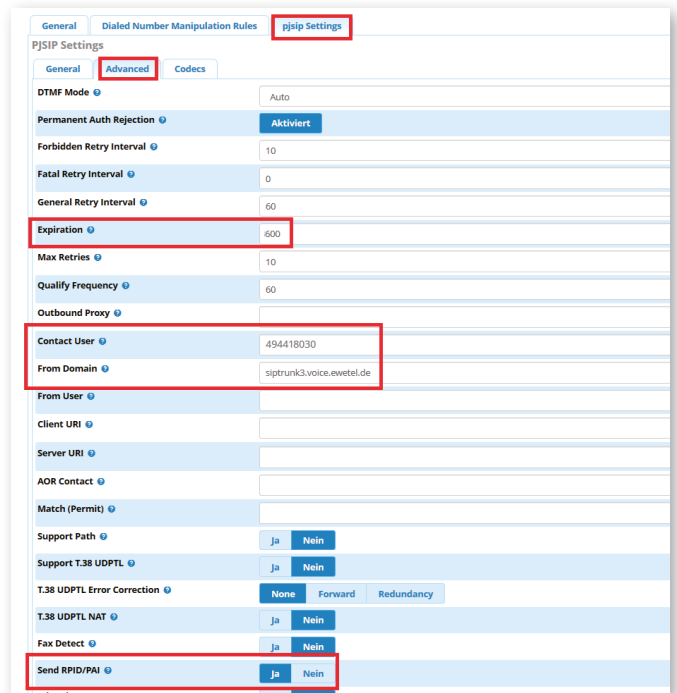 General Dialed Number Manipulation Rules pjsip Settings
PJSIP Settings
General Advanced Codecs
DTMF Mode Auto
Permanent Auth Rejection Aktiviert
Forbidden Retry Interval 10
Fatal Retry Interval 0
General Retry Interval 60
Expiration 600
Max Retries 10
Qualify Frequency 60
Outbound Proxy
Contact User 494418030
From Domain siptrunk3.voice.ewetel.de
From User
Client URI
Server URI
AOR Contact
Match (Permit)
Support Path Ja Nein
Support T.38 UDPTL Ja Nein
T.38 UDPTL Error Correction None Forward Redundancy
T.38 UDPTL NAT Ja Nein
Fax Detect Ja Nein
Send RPID/PAI Ja Nein